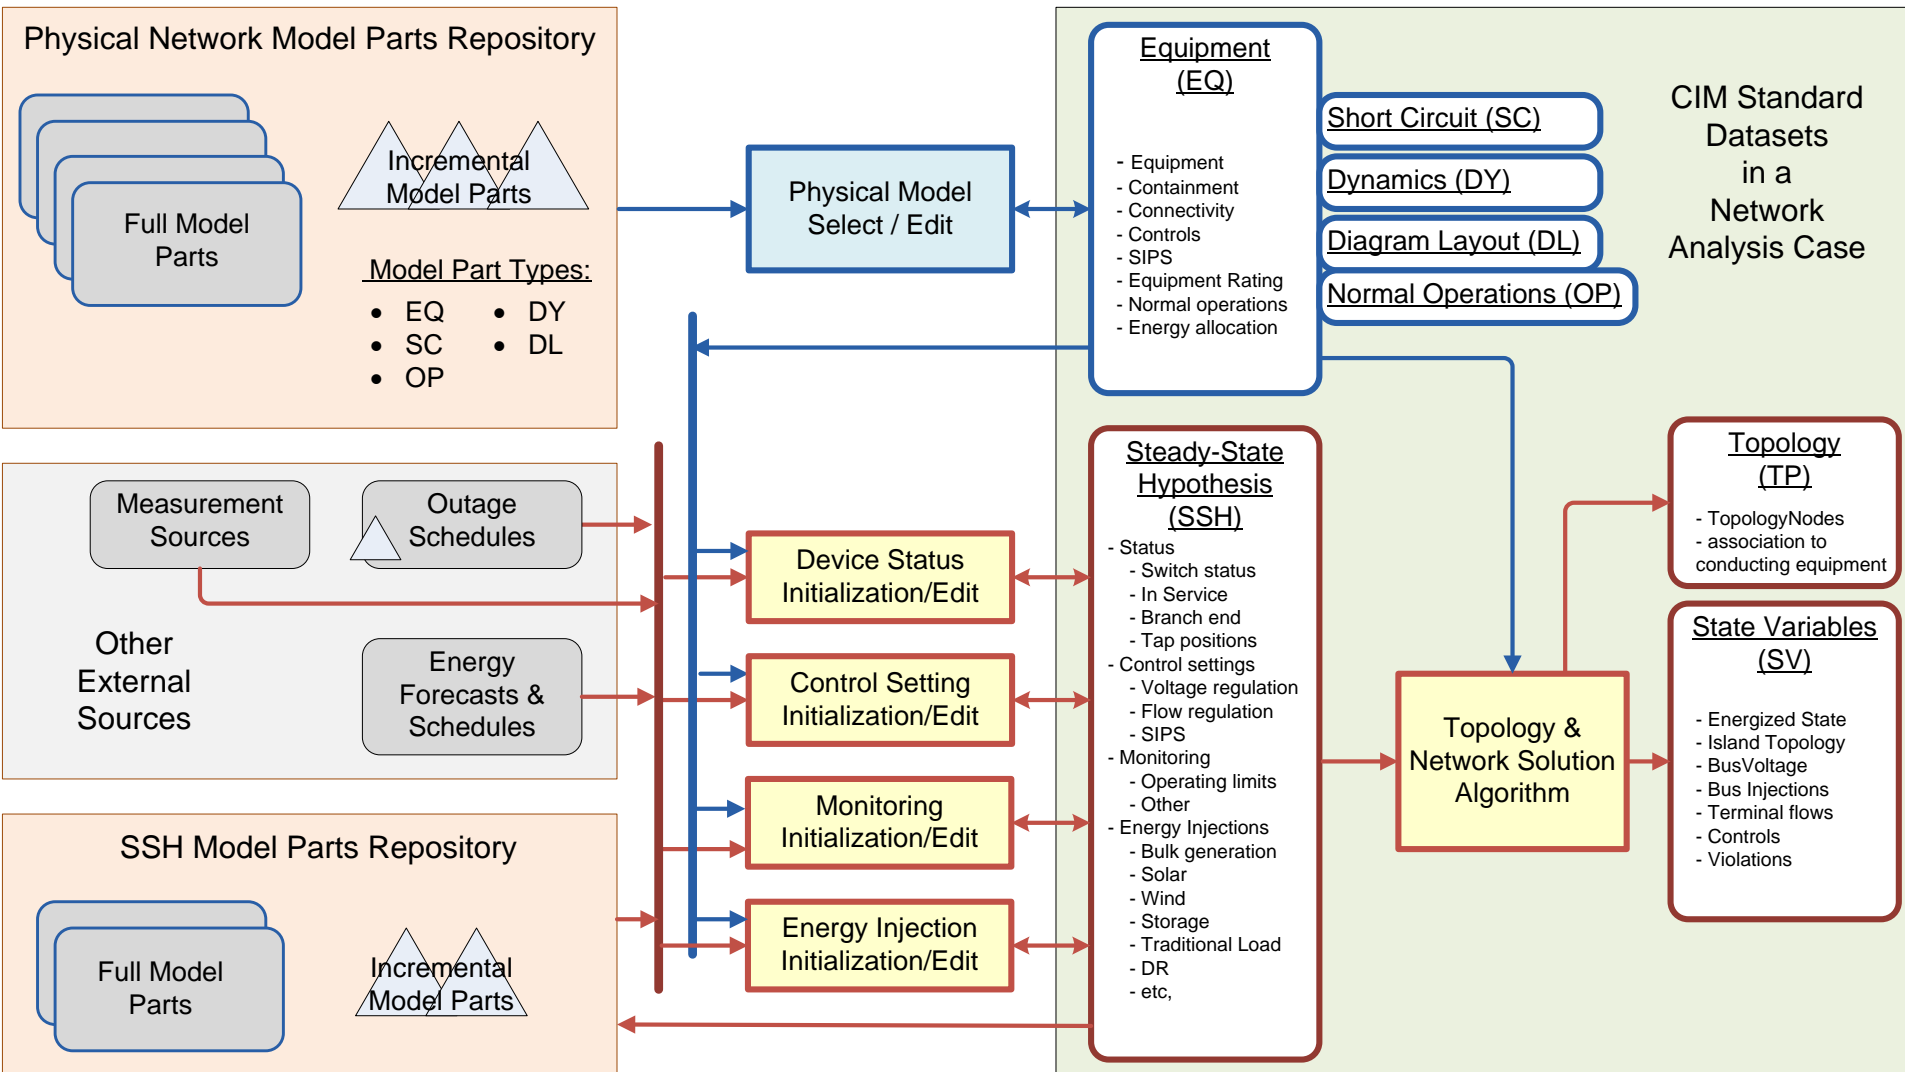 Physical Network Model Parts Repository
Full Model
Parts
Incremental
Model Parts
Model Part Types:
• EQ
• SC
• OP
• DY
• DL
Physical Model
Select / Edit
Equipment
(EQ)
- Equipment
- Containment
- Connectivity
- Controls
- SIPS
- Equipment Rating
- Normal operations
- Energy allocation
Short Circuit (SC)
Dynamics (DY)
Diagram Layout (DL)
Normal Operations (OP)
CIM Standard
Datasets
in a
Network
Analysis Case
Measurement
Sources
Outage
Schedules
Other
External
Sources
Energy
Forecasts &
Schedules
Device Status
Initialization/Edit
Control Setting
Initialization/Edit
Monitoring
Initialization/Edit
Energy Injection
Initialization/Edit
Steady-State
Hypothesis
(SSH)
- Status
- Switch status
- In Service
- Branch end
- Tap positions
- Control settings
- Voltage regulation
- Flow regulation
- SIPS
- Monitoring
- Operating limits
- Other
- Energy Injections
- Bulk generation
- Solar
- Wind
- Storage
- Traditional Load
- DR
- etc,
Topology &
Network Solution
Algorithm
Topology
(TP)
- TopologyNodes
- association to
conducting equipment
State Variables
(SV)
- Energized State
- Island Topology
- BusVoltage
- Bus Injections
- Terminal flows
- Controls
- Violations
SSH Model Parts Repository
Full Model
Parts
Incremental
Model Parts